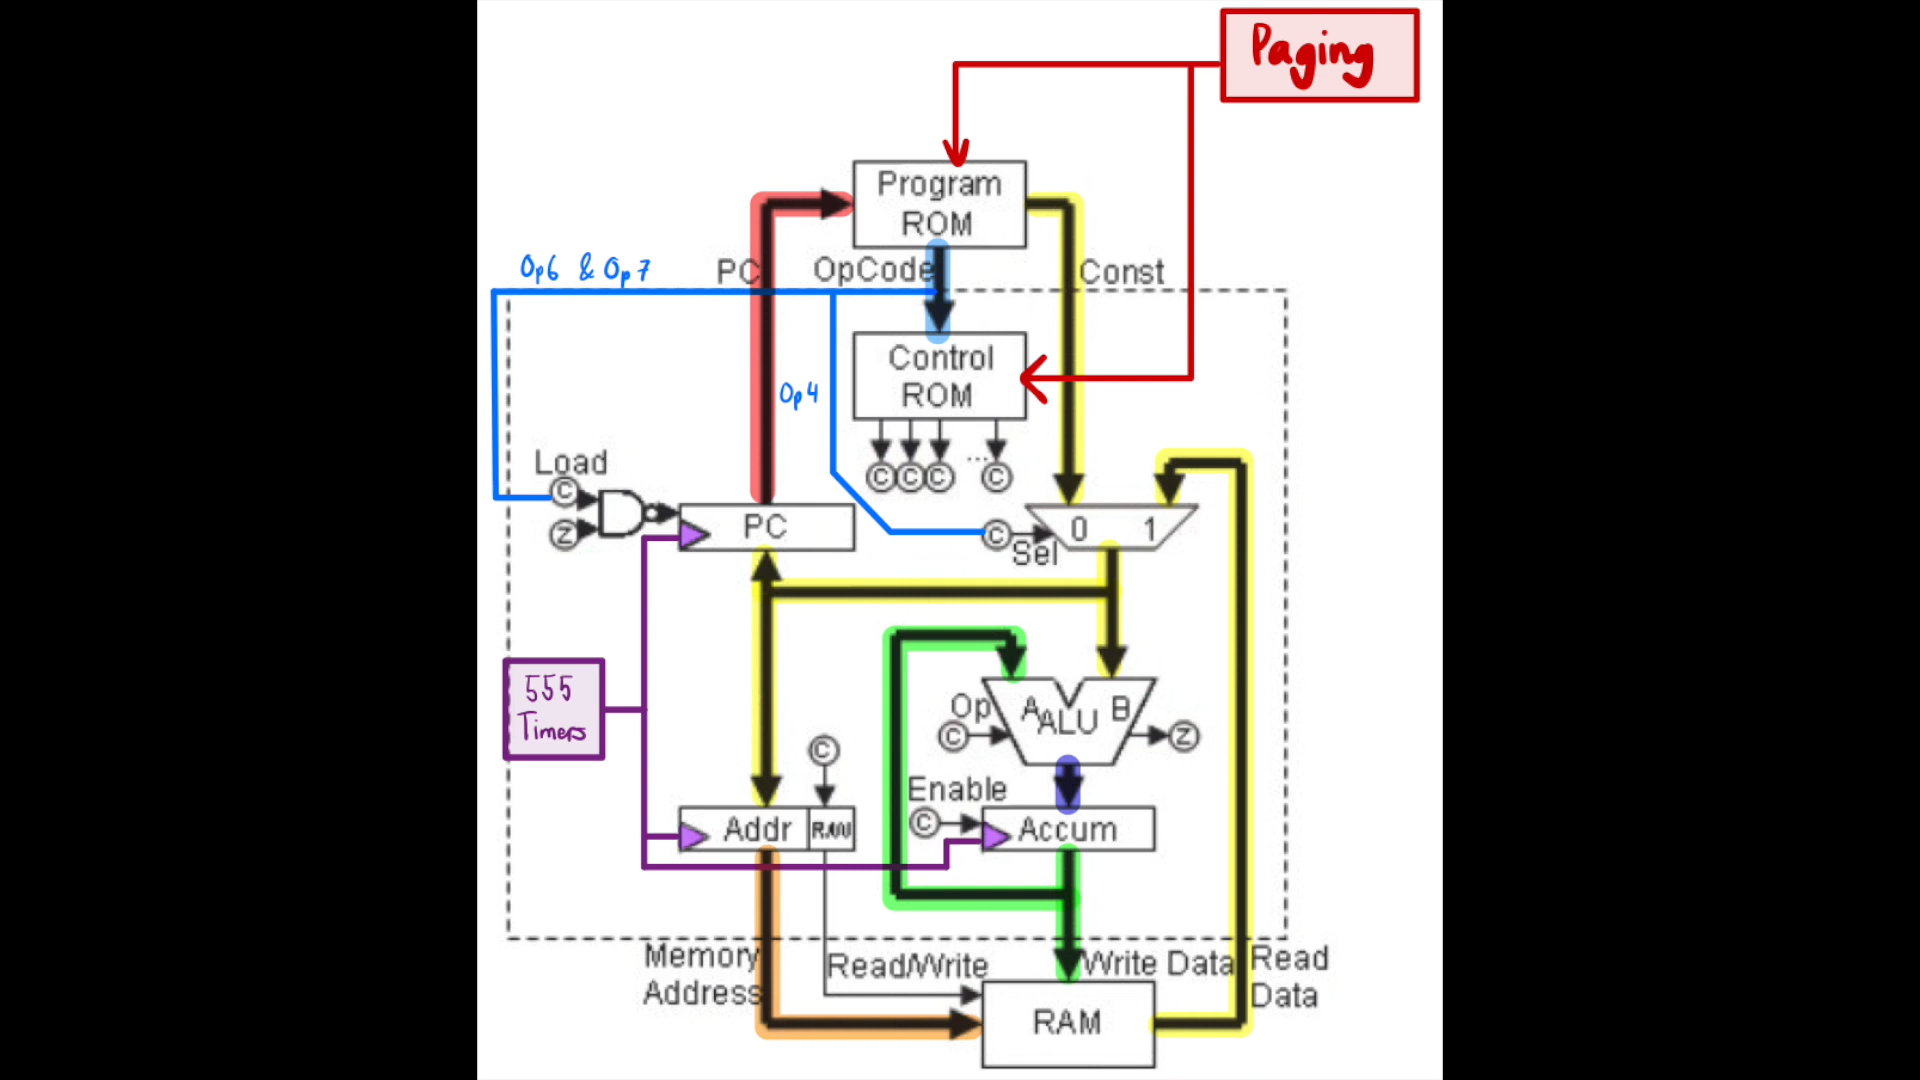 Paging
Program
ROM
Op6 & Op7
PC
OpCode
Const
Control
ROM
Op4
Load
C
C
C
C
C
...
Z
PC
C
Sel
0
1
555
Timers
Op
C
A
ALU
B
Z
C
Enable
Addr
R/W
C
Accum
Memory
Address
Read/Write
Write Data
Read
Data
RAM